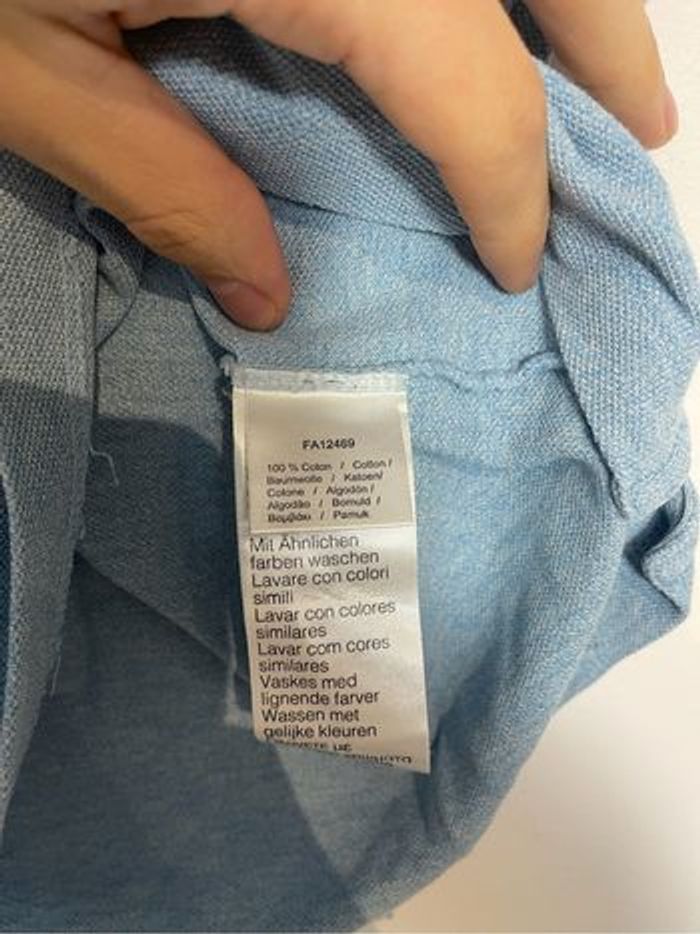 FA12469
100 % Coton / Cotton /
Baumwolle / Katoen/
Cotone / Algodón /
Algodão / Bomuld /
Βαμβάκι / Pamuk
Mit Ähnlichen
farben waschen
Lavare con colori
simili
Lavar con colores
similares
Lavar com cores
similares
Vaskes med
lignende farver
Wassen met
gelijke kleuren